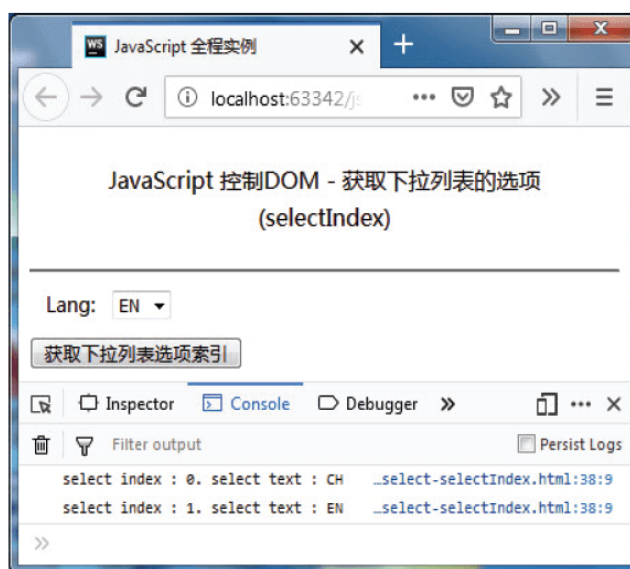 WS JavaScript 全程实例
localhost:63342/js
JavaScript 控制DOM - 获取下拉列表的选项
(selectIndex)
Lang: EN
获取下拉列表选项索引
Inspector Console Debugger
Filter output Persist Logs
select index : 0. select text : CH …select-selectIndex.html:38:9
select index : 1. select text : EN …select-selectIndex.html:38:9